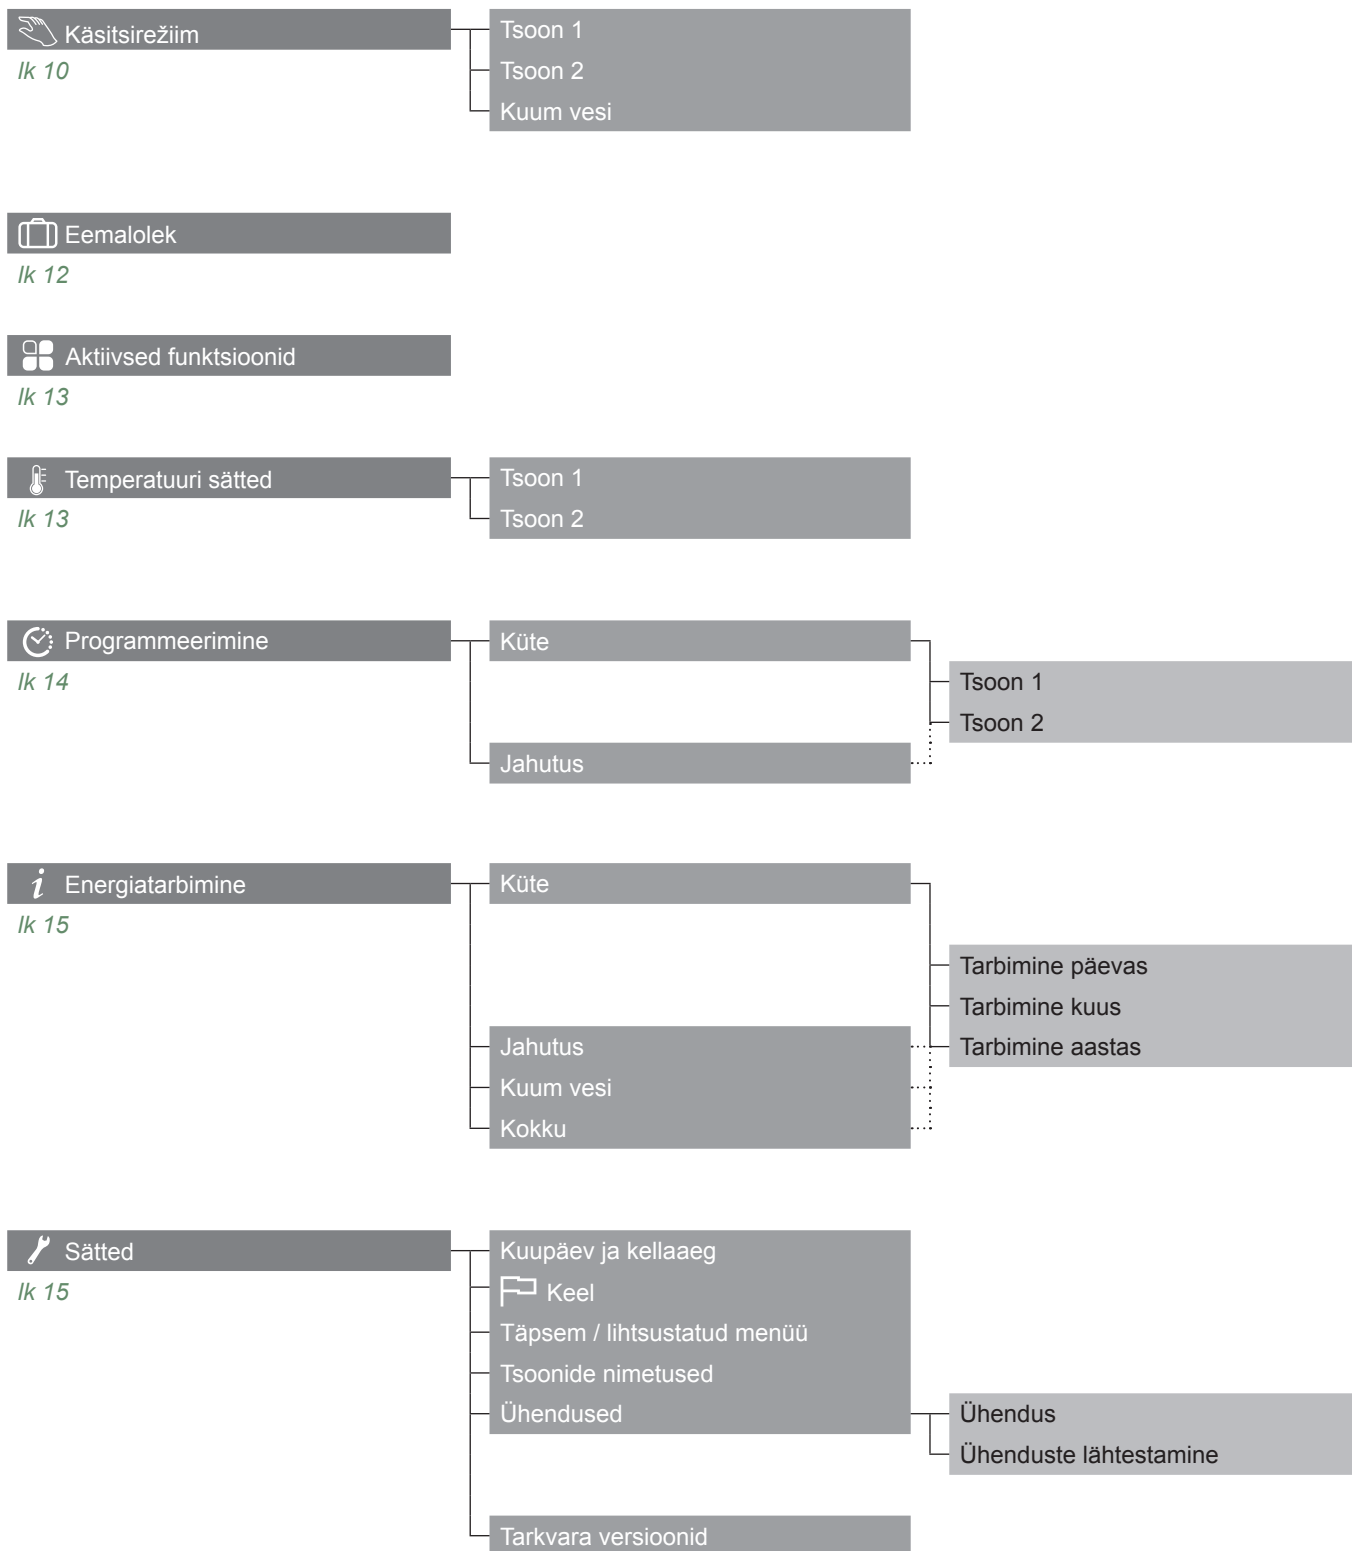 Käsitsirežiim
lk 10
Tsoon 1
Tsoon 2
Kuum vesi
Eemalolek
lk 12
Aktiivsed funktsioonid
lk 13
Temperatuuri sätted
lk 13
Tsoon 1
Tsoon 2
Programmeerimine
lk 14
Küte
Tsoon 1
Tsoon 2
Jahutus
Energiatarbimine
lk 15
Küte
Tarbimine päevas
Tarbimine kuus
Tarbimine aastas
Jahutus
Kuum vesi
Kokku
Sätted
lk 15
Kuupäev ja kellaaeg
Keel
Täpsem / lihtsustatud menüü
Tsoonide nimetused
Ühendused
Ühendus
Ühenduste lähtestamine
Tarkvara versioonid